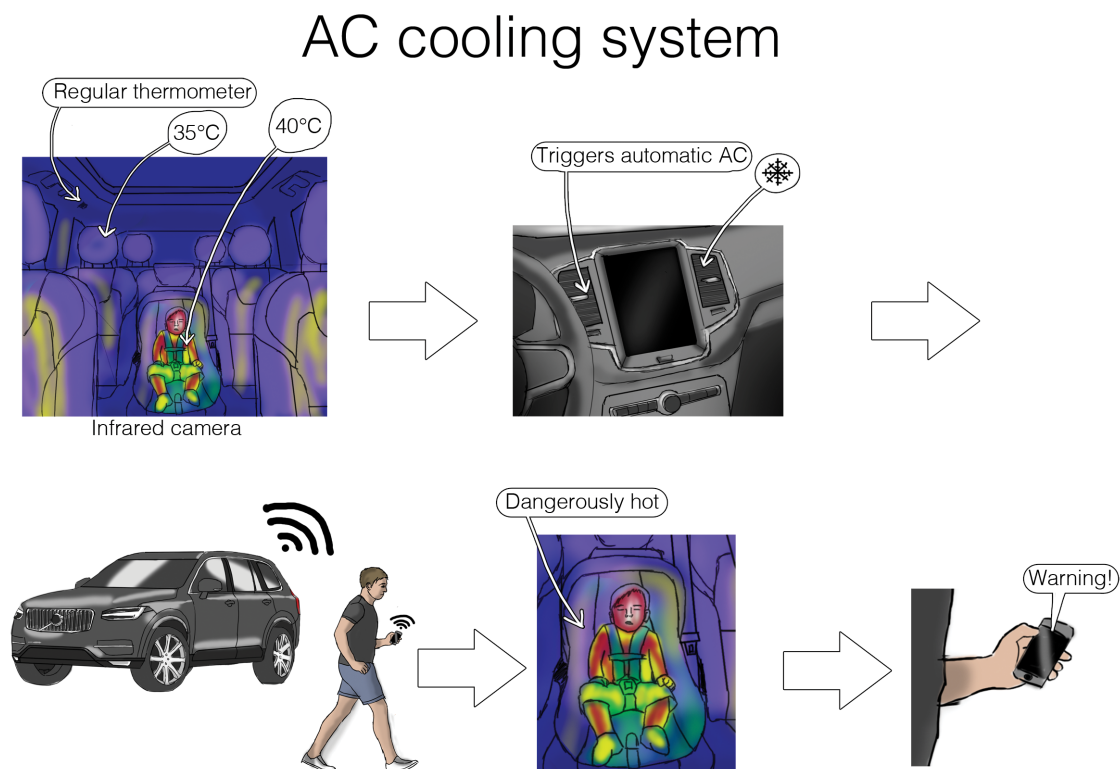 AC cooling system
Regular thermometer
35°C
40°C
Triggers automatic AC
Infrared camera
Dangerously hot
Warning!